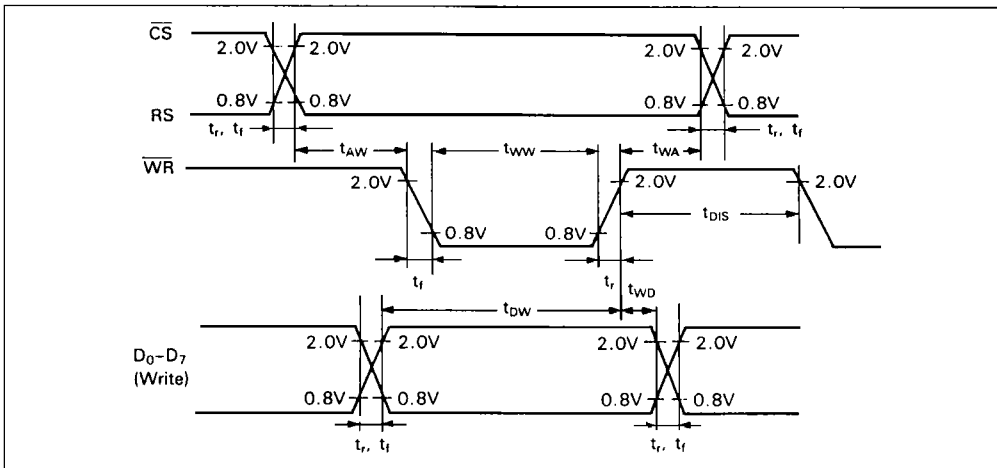 C̅S̅
2.0V 2.0V 2.0V 2.0V
0.8V 0.8V 0.8V 0.8V
RS
tr, tf tr, tf
tAW tWW tWA
W̅R̅
2.0V 2.0V 2.0V
tDIS
0.8V 0.8V
tf tr tWD
tDW
2.0V 2.0V 2.0V 2.0V
D0~D7
(Write)
0.8V 0.8V 0.8V 0.8V
tr, tf tr, tf